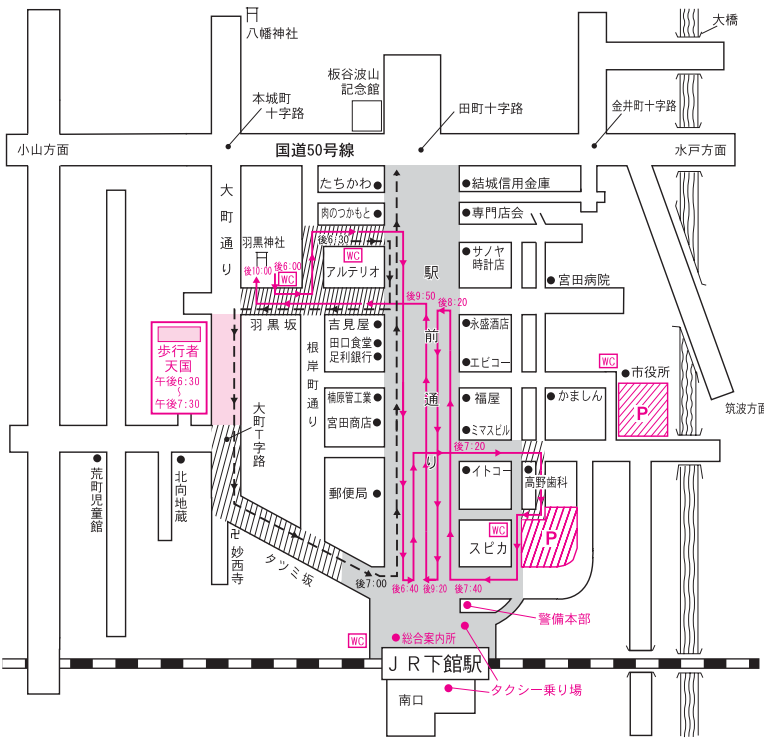 大橋
八幡神社
板谷波山
記念館
本城町
十字路
田町十字路
金井町十字路
小山方面
国道50号線
水戸方面
たちかわ
結城信用金庫
大町通り
肉のつかもと
専門店会
羽黒神社
後6/30
WC
アルテリオ
後10:00
後6:00
WC
駅前通り
サノヤ
時計店
宮田病院
後9:50
後8:20
羽黒坂
吉見屋
永盛酒店
歩行者
天国
午後6:30
〜
午後7:30
田口食堂
足利銀行
根岸町通り
エビコー
WC
市役所
P
楠原管工業
宮田商店
福屋
ミマスビル
かましん
筑波方面
大町T字路
後7:20
荒町児童館
北向地蔵
郵便局
イトコー
高野歯科
卍妙西寺
タツミ坂
WC
スピカ
P
後7:00
後6:40
後9:20
後7:40
警備本部
WC
総合案内所
JR下館駅
タクシー乗り場
南口